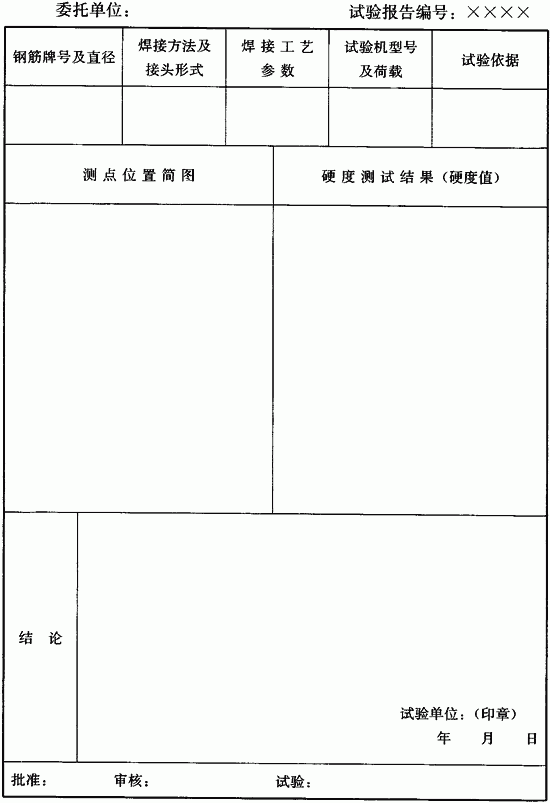 委托单位： 试验报告编号：××××
钢筋牌号及直径 焊接方法及接头形式 焊接工艺参数 试验机型号及荷载 试验依据
测点位置简图 硬度测试结果（硬度值）
结 论
试验单位：（印章）
年 月 日
批准： 审核： 试验：